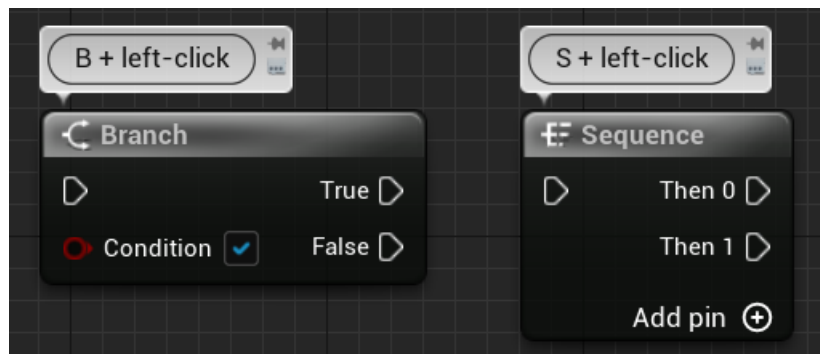 B + left-click
Branch
True
Condition
False
S + left-click
Sequence
Then 0
Then 1
Add pin